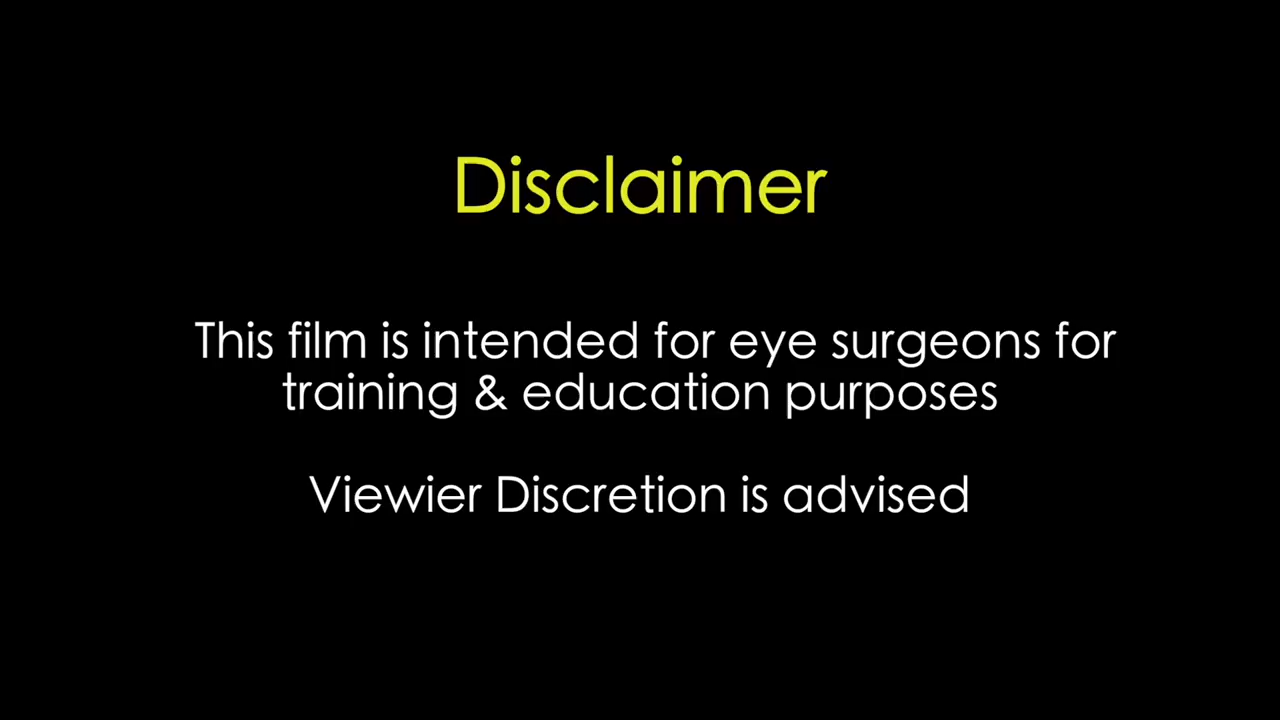 Disclaimer
This film is intended for eye surgeons for
training & education purposes
Viewier Discretion is advised